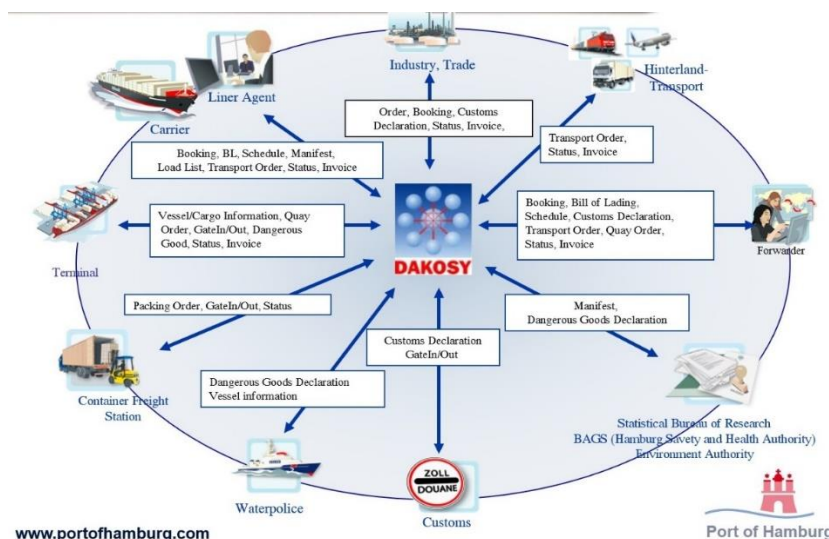 Industry, Trade
Hinterland-
Transport
Liner Agent
Carrier
Order, Booking, Customs
Declaration, Status, Invoice,
Transport Order,
Status, Invoice
Booking, BL, Schedule, Manifest,
Load List, Transport Order, Status, Invoice
Vessel/Cargo Information, Quay
Order, GateIn/Out, Dangerous
Good, Status, Invoice
Booking, Bill of Lading,
Schedule, Customs Declaration,
Transport Order, Quay Order,
Status, Invoice
DAKOSY
Terminal
Forwarder
Packing Order, GateIn/Out, Status
Manifest,
Dangerous Goods Declaration
Customs Declaration
GateIn/Out
Dangerous Goods Declaration
Vessel information
Container Freight
Station
Statistical Bureau of Research
BAGS (Hamburg Savety and Health Authority)
Environment Authority
ZOLL
DOUANE
Waterpolice
Customs
www.portofhamburg.com
Port of Hamburg